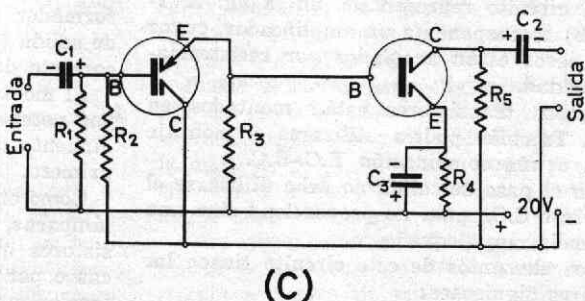 C1
+
E
C
C2
+ -
Entrada
B
B
R5
Salida
R1
R2
C
R3
E
C3
+
R4
+ 20V -
(C)